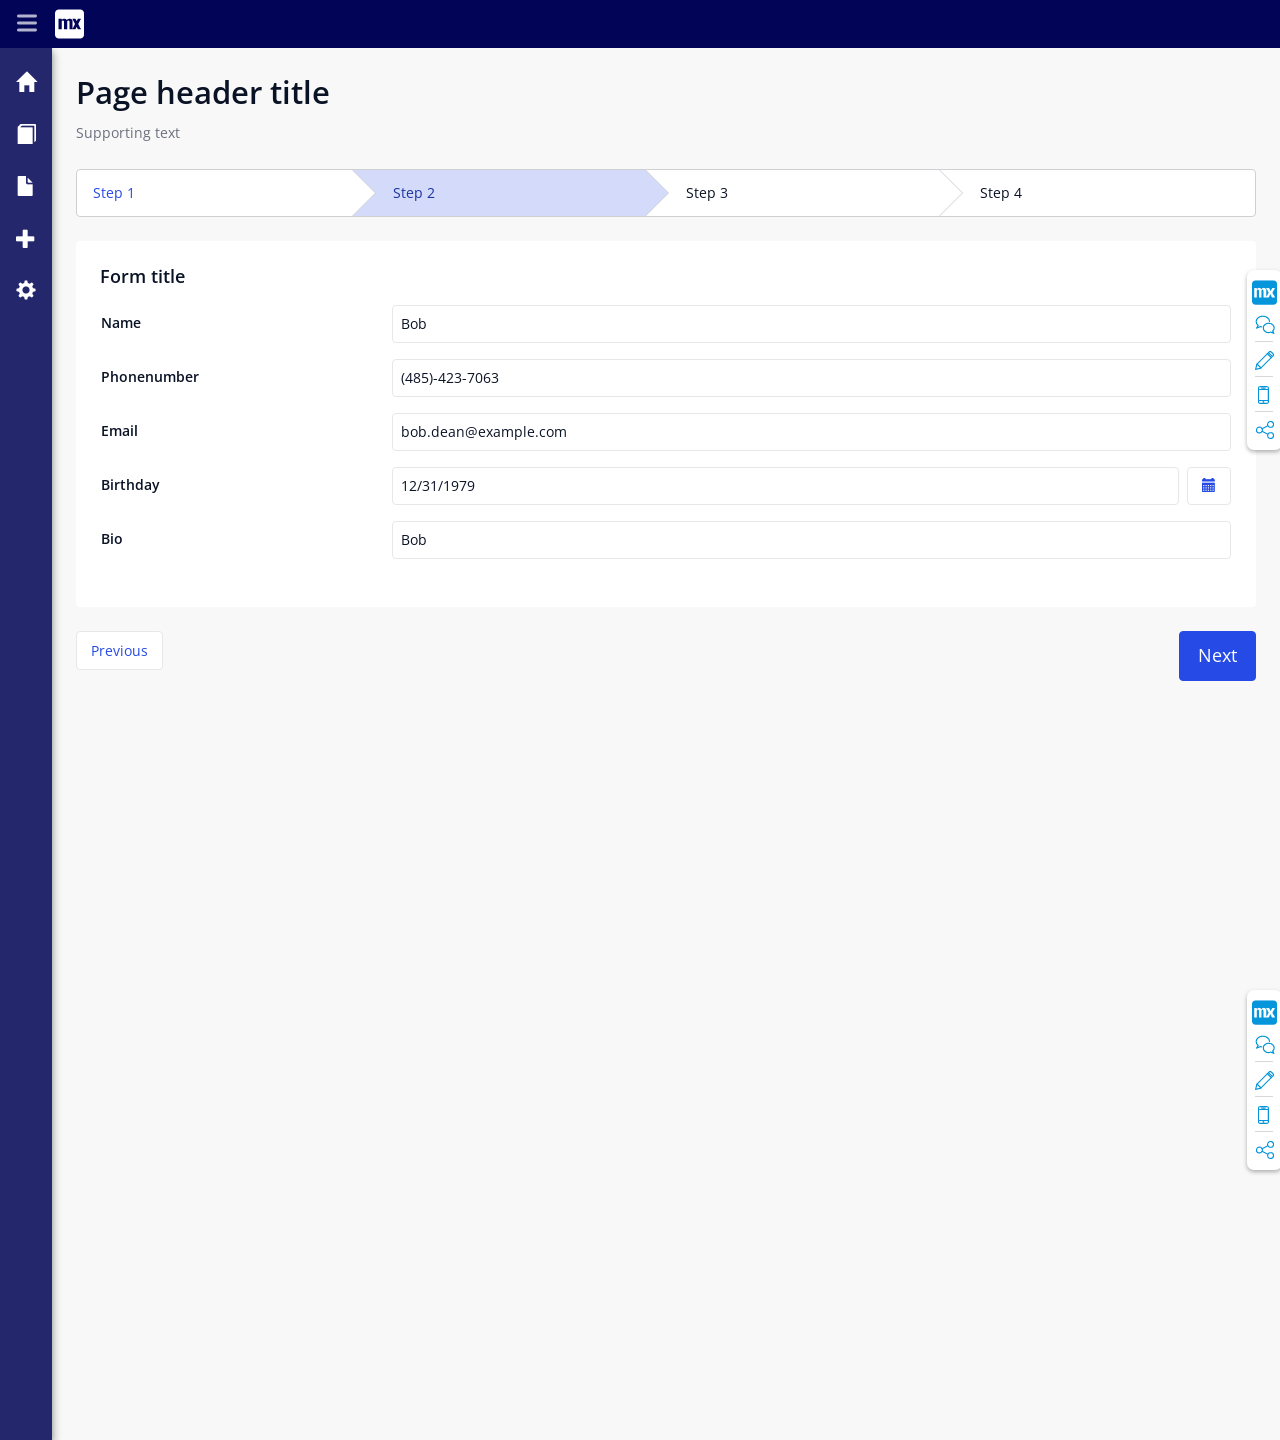 mx
Page header title
Supporting text
Step 1 Step 2 Step 3 Step 4
Form title
mx
Name Bob
Phonenumber (485)-423-7063
Email bob.dean@example.com
Birthday 12/31/1979
Bio Bob
Previous Next
mx